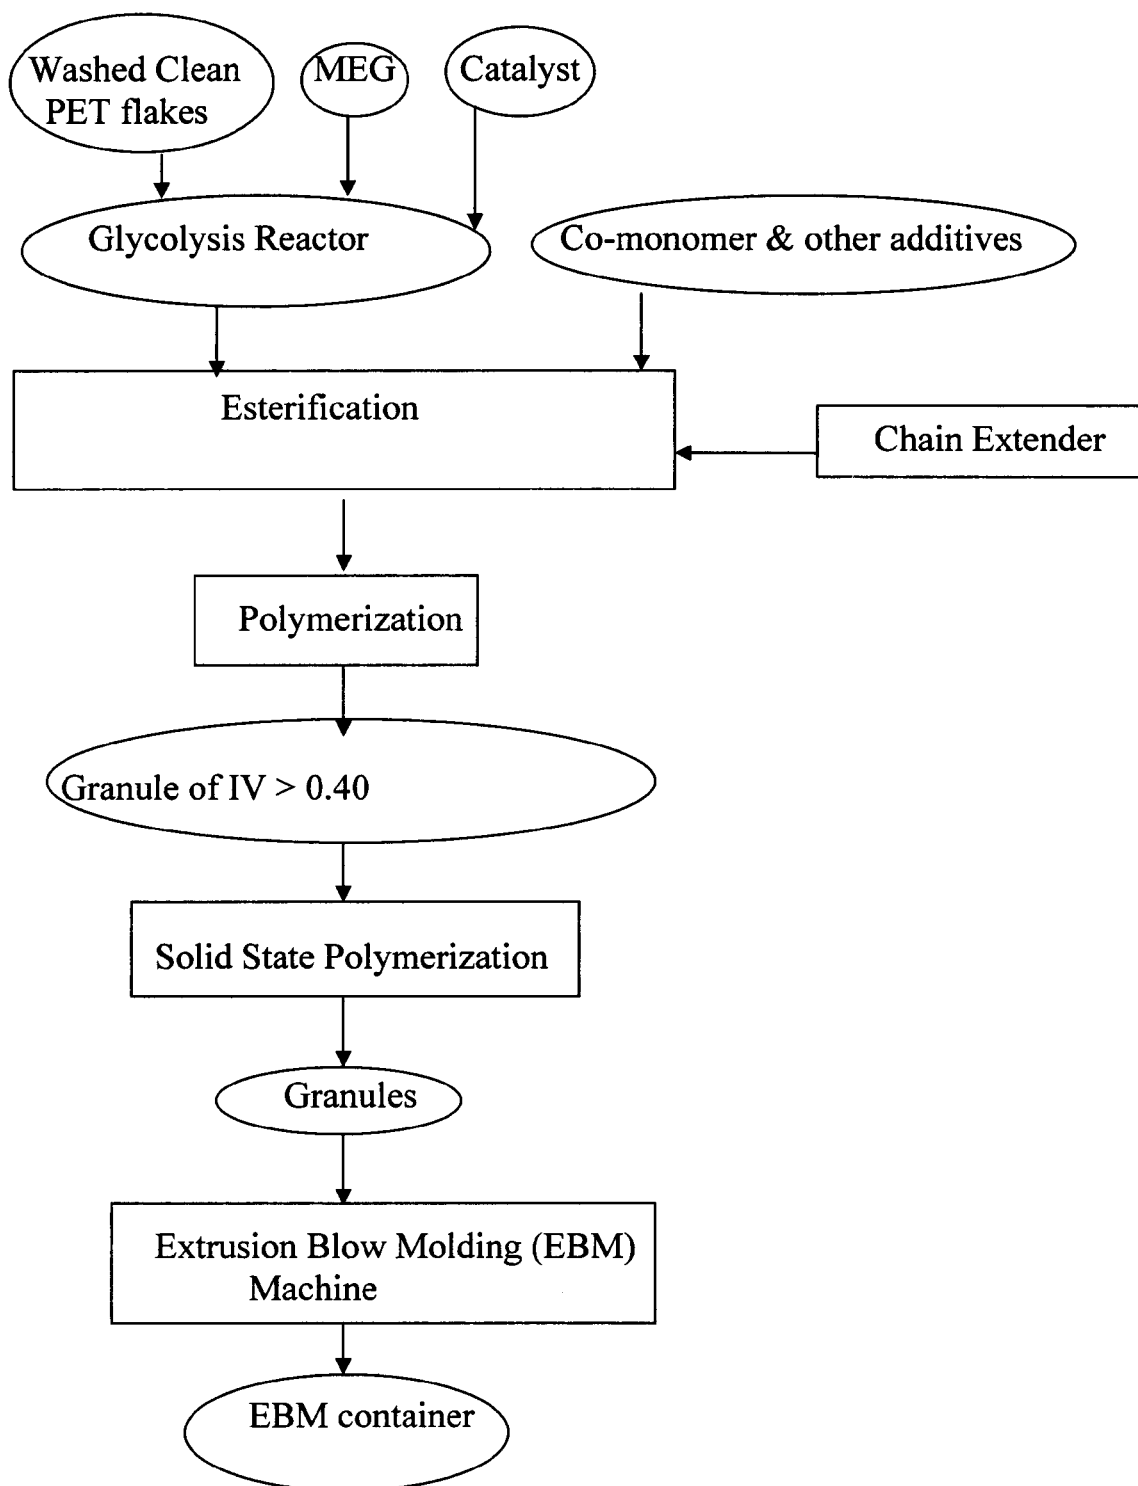 Washed Clean
PET flakes
MEG
Catalyst
Glycolysis Reactor
Co-monomer & other additives
Esterification
Chain Extender
Polymerization
Granule of IV > 0.40
Solid State Polymerization
Granules
Extrusion Blow Molding (EBM)
Machine
EBM container